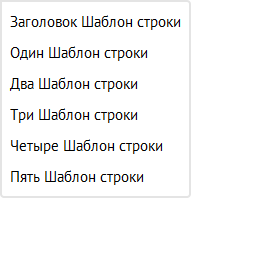 Заголовок Шаблон строки
Один Шаблон строки
Два Шаблон строки
Три Шаблон строки
Четыре Шаблон строки
Пять Шаблон строки